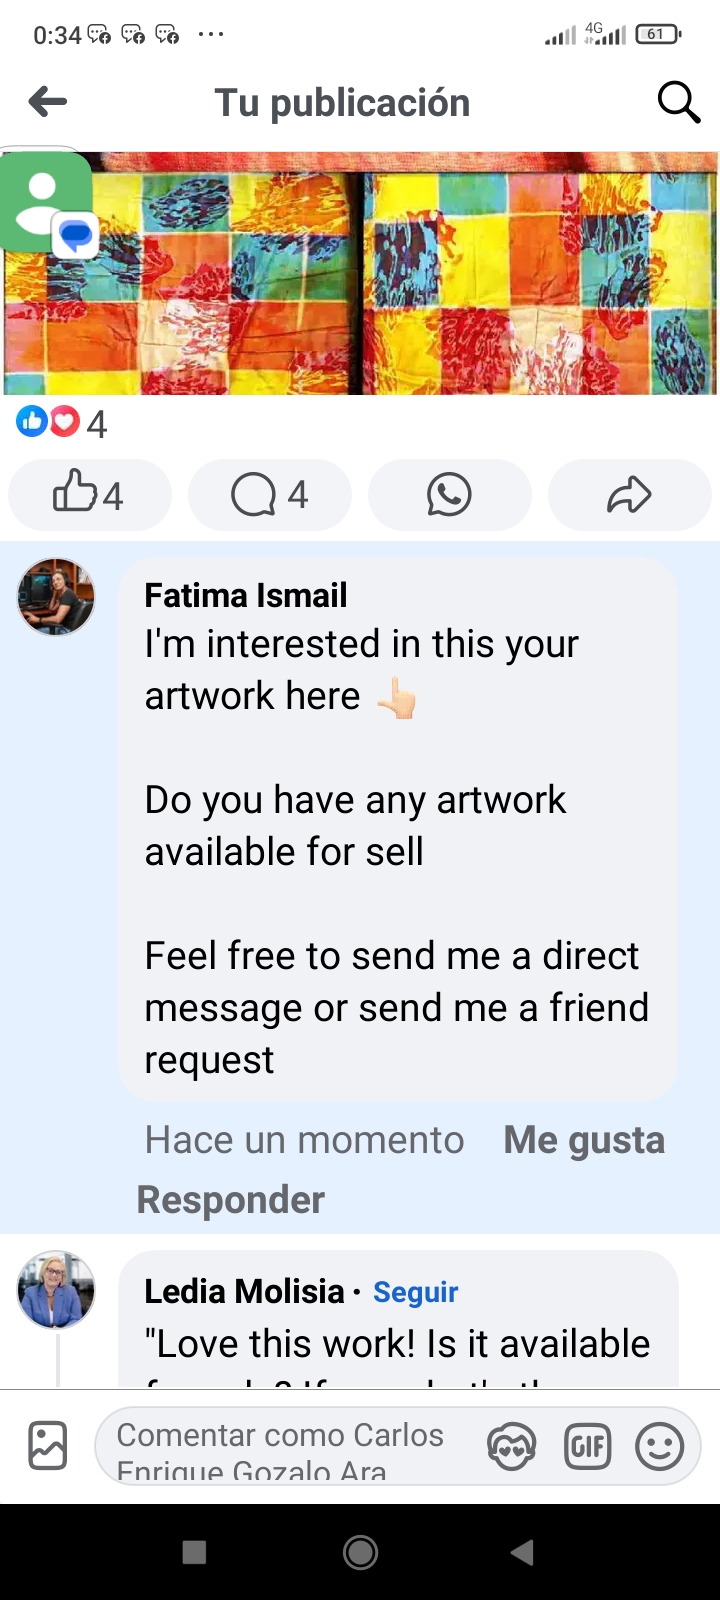 0:34
4G
61
Tu publicación
4
4
4
Fatima Ismail
I'm interested in this your
artwork here 👆🏻
Do you have any artwork
available for sell
Feel free to send me a direct
message or send me a friend
request
Hace un momento Me gusta
Responder
Ledia Molisia · Seguir
"Love this work! Is it available
Comentar como Carlos
Enrique Gozalo Ara
GIF